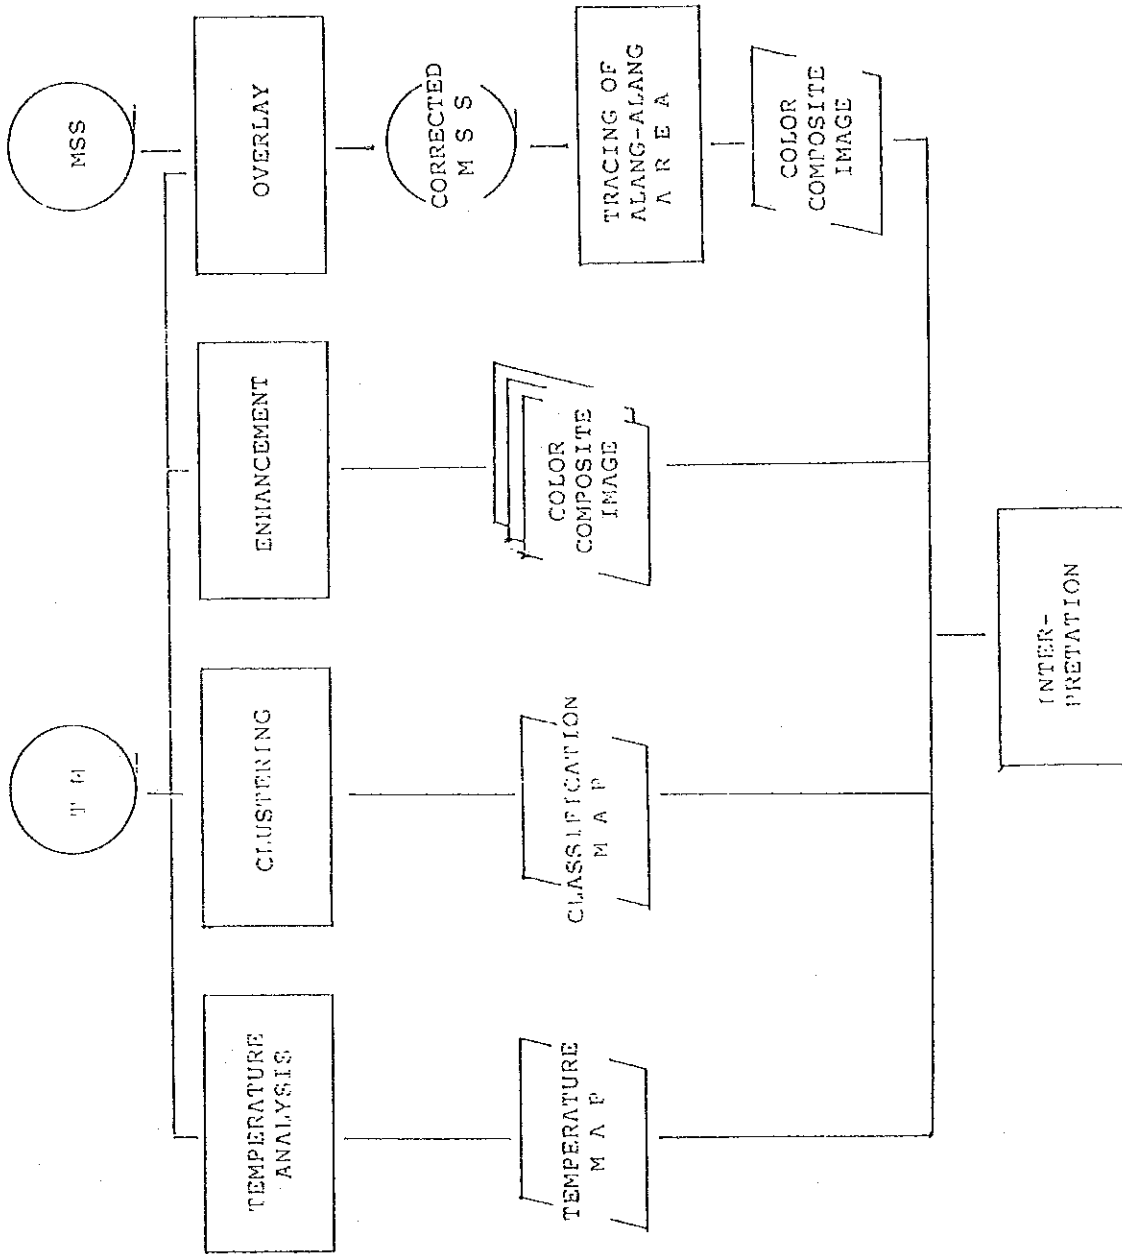 T M
MSS
TEMPERATURE
ANALYSIS
CLUSTERING
ENHANCEMENT
OVERLAY
CORRECTED
M S S
TRACING OF
ALANG-ALANG
A R E A
TEMPERATURE
M A P
CLASSIFICATION
M A P
COLOR
COMPOSITE
IMAGE
COLOR
COMPOSITE
IMAGE
INTER-
PRETATION